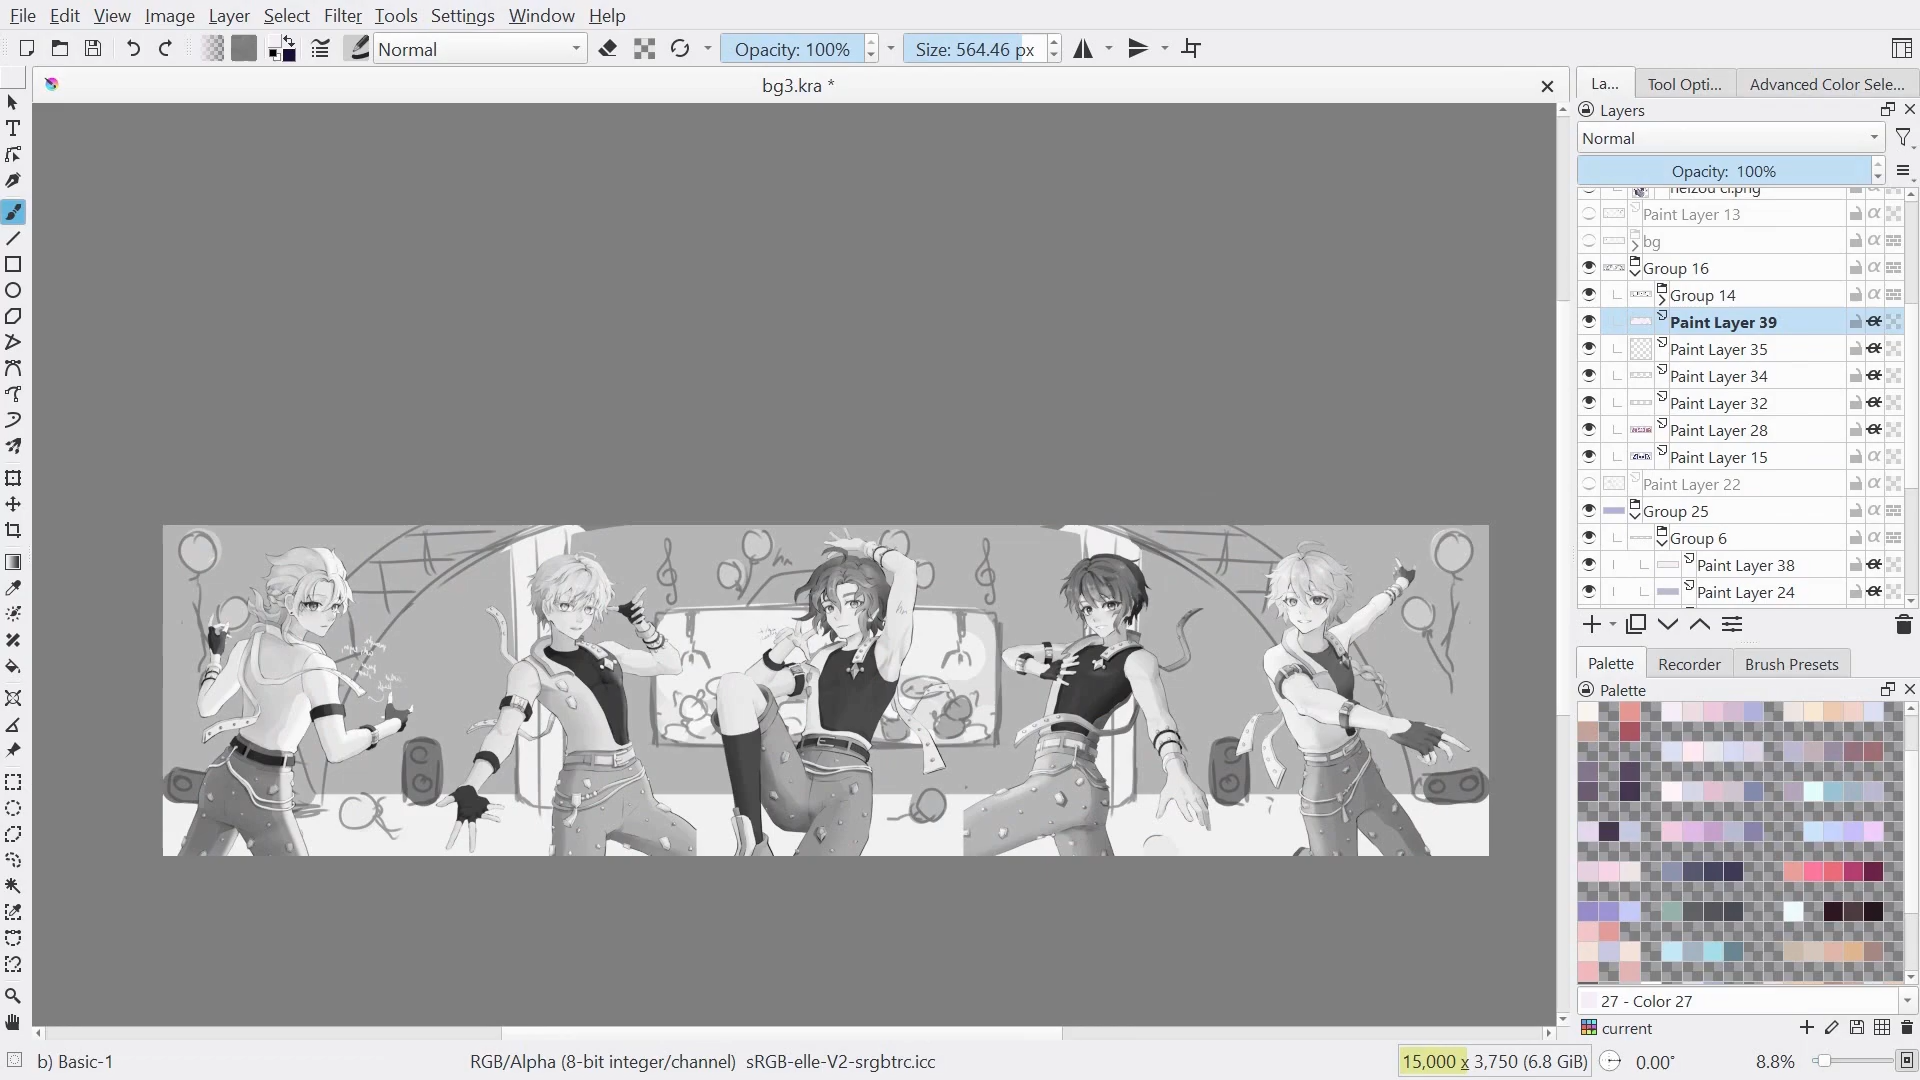 File Edit View Image Layer Select Filter Tools Settings Window Help
Normal
Opacity: 100%
Size: 564.46 px
bg3.kra *
La...
Tool Opti...
Advanced Color Sele...
Layers
Normal
Opacity: 100%
heizou ci.png
Paint Layer 13
bg
Group 16
Group 14
Paint Layer 39
Paint Layer 35
Paint Layer 34
Paint Layer 32
Paint Layer 28
Paint Layer 15
Paint Layer 22
Group 25
Group 6
Paint Layer 38
Paint Layer 24
Palette
Recorder
Brush Presets
Palette
27 - Color 27
current
b) Basic-1
RGB/Alpha (8-bit integer/channel) sRGB-elle-V2-srgbtrc.icc
15,000 x 3,750 (6.8 GiB)
0.00°
8.8%